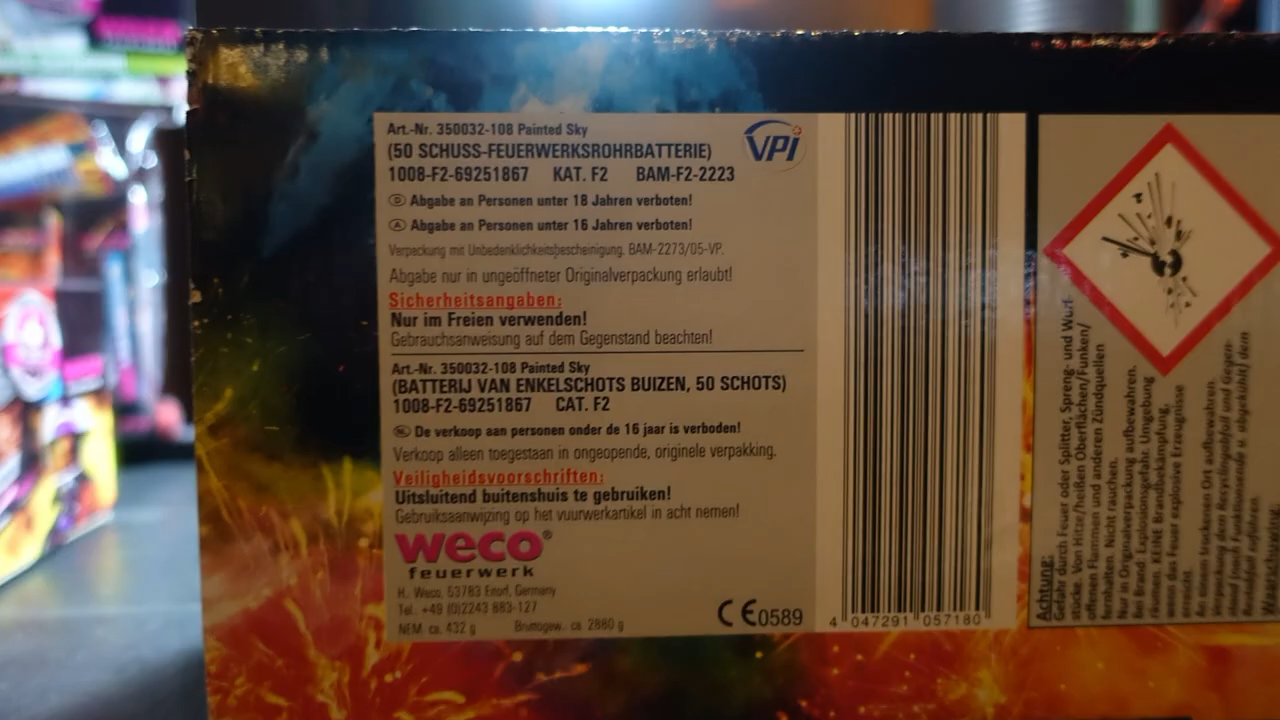 Art.-Nr. 350032-108 Painted Sky
(50 SCHUSS-FEUERWERKSROHRBATTERIE)
1008-F2-69251867 KAT. F2 BAM-F2-2223
VPi
D Abgabe an Personen unter 18 Jahren verboten!
A Abgabe an Personen unter 16 Jahren verboten!
Verpackung mit Unbedenklichkeitsbescheinigung. BAM-2273/05-VP.
Abgabe nur in ungeöffneter Originalverpackung erlaubt!
Sicherheitsangaben:
Nur im Freien verwenden!
Gebrauchsanweisung auf dem Gegenstand beachten!
Art.-Nr. 350032-108 Painted Sky
(BATTERIJ VAN ENKELSCHOTS BUIZEN, 50 SCHOTS)
1008-F2-69251867 CAT. F2
NL De verkoop aan personen onder de 16 jaar is verboden!
Verkoop alleen toegestaan in ongeopende, originele verpakking.
Veiligheidsvoorschriften:
Uitsluitend buitenshuis te gebruiken!
Gebruiksaanwijzing op het vuurwerkartikel in acht nemen!
weco®
feuerwerk
H. Weco, 53783 Eitorf, Germany
Tel. +49 (0)2243 883-127
NEM: ca. 432 g Bruttogew.: ca. 2880 g
CE0589
4 047291 057180
Achtung:
Gefahr durch Feuer oder Splitter, Spreng- und Wurf-
stücke. Von Hitze/heißen Oberflächen/Funken/
offenen Flammen und anderen Zündquellen
fernhalten. Nicht rauchen.
Nur in Originalverpackung aufbewahren.
Bei Brand: Explosionsgefahr. Umgebung
räumen. KEINE Brandbekämpfung,
wenn das Feuer explosive Erzeugnisse
erreicht.
An einem trockenen Ort aufbewahren.